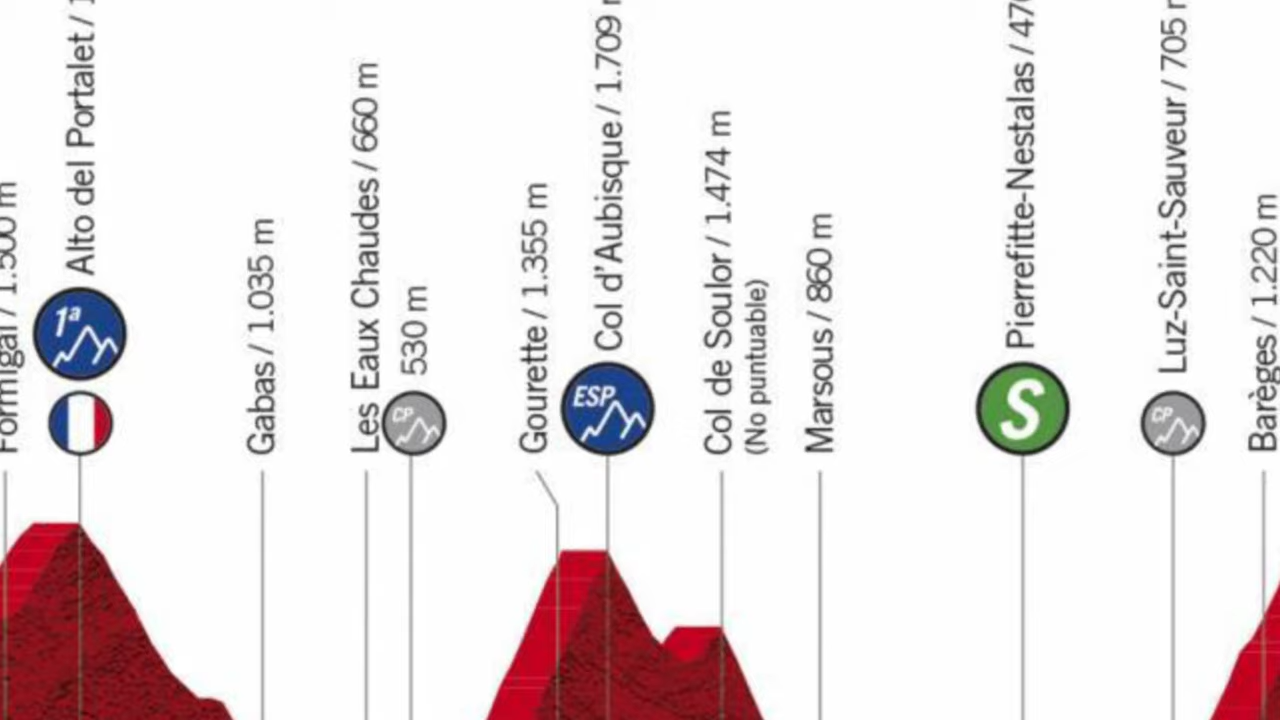 Formigal / 1.500 m
Alto del Portalet / 1
1ª
Gabas / 1.035 m
Les Eaux Chaudes / 660 m
530 m
CP
Gourette / 1.355 m
Col d'Aubisque / 1.709 m
ESP
Col de Soulor / 1.474 m
(No puntuable)
Marsous / 860 m
Pierrefitte-Nestalas / 470
S
Luz-Saint-Sauveur / 705 m
CP
Barèges / 1.220 m